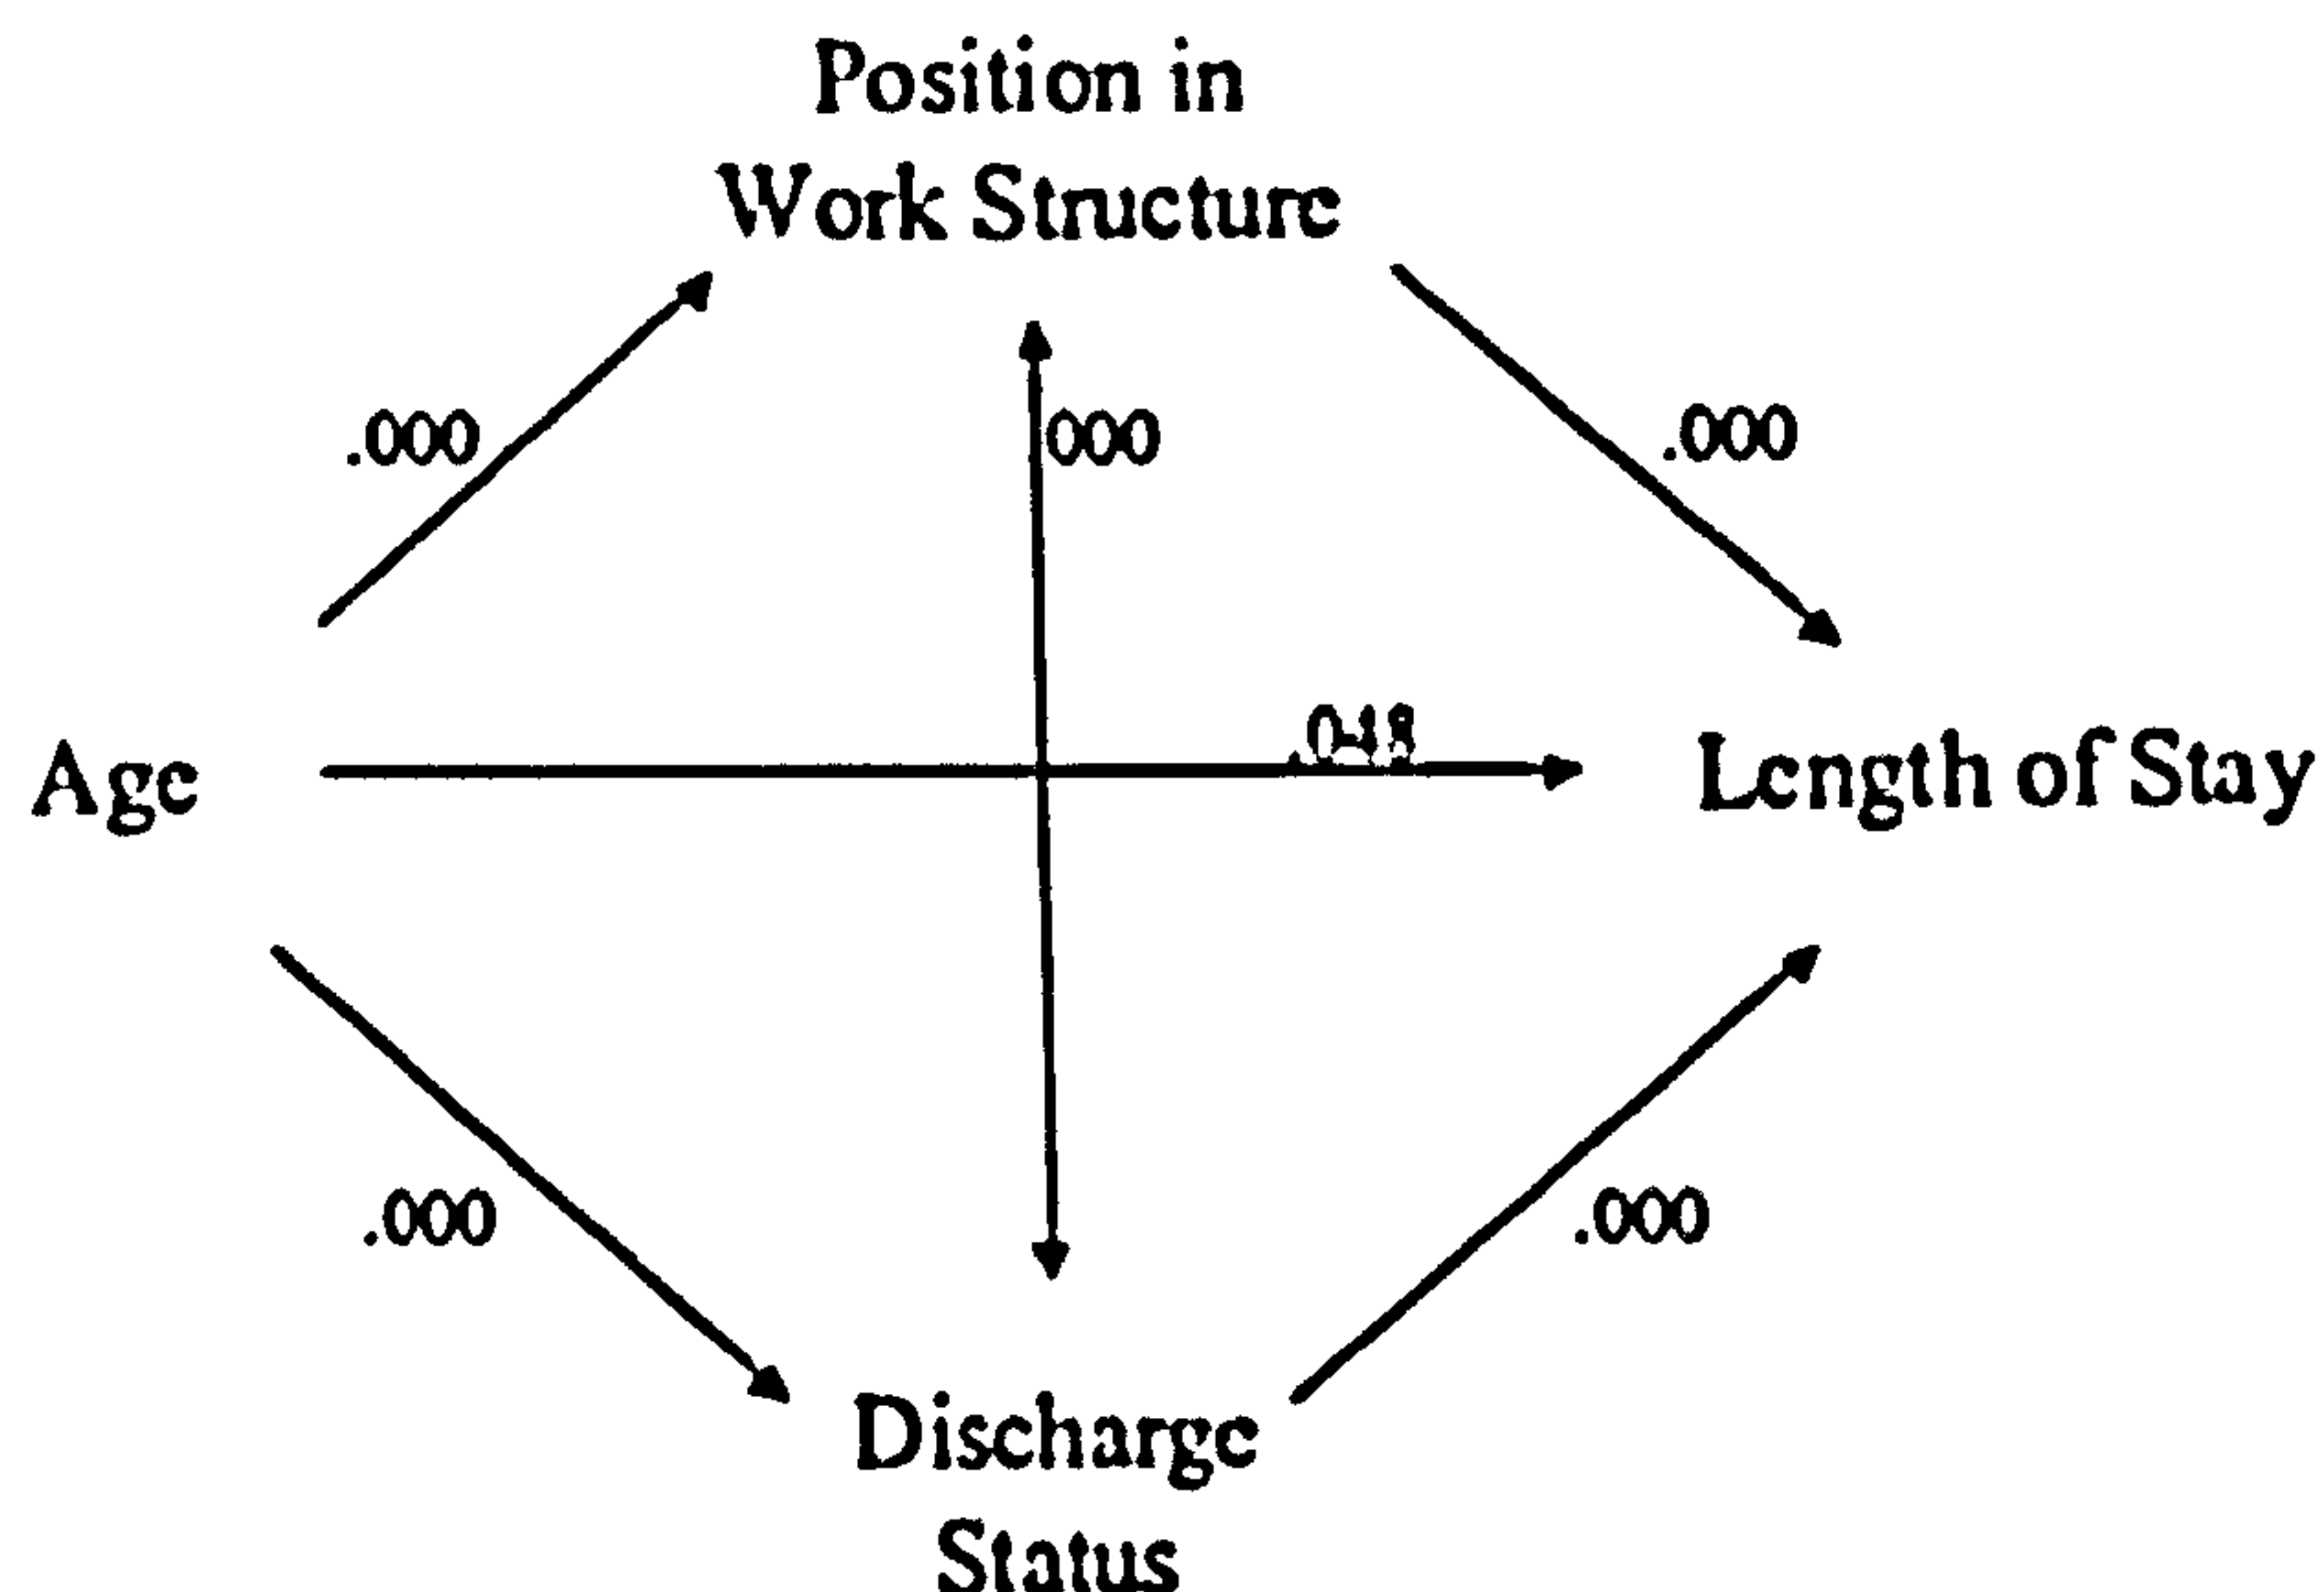 Position in
Work Structure
.000
.000
.000
Age
Length of Stay
.000
.000
Discharge
Status